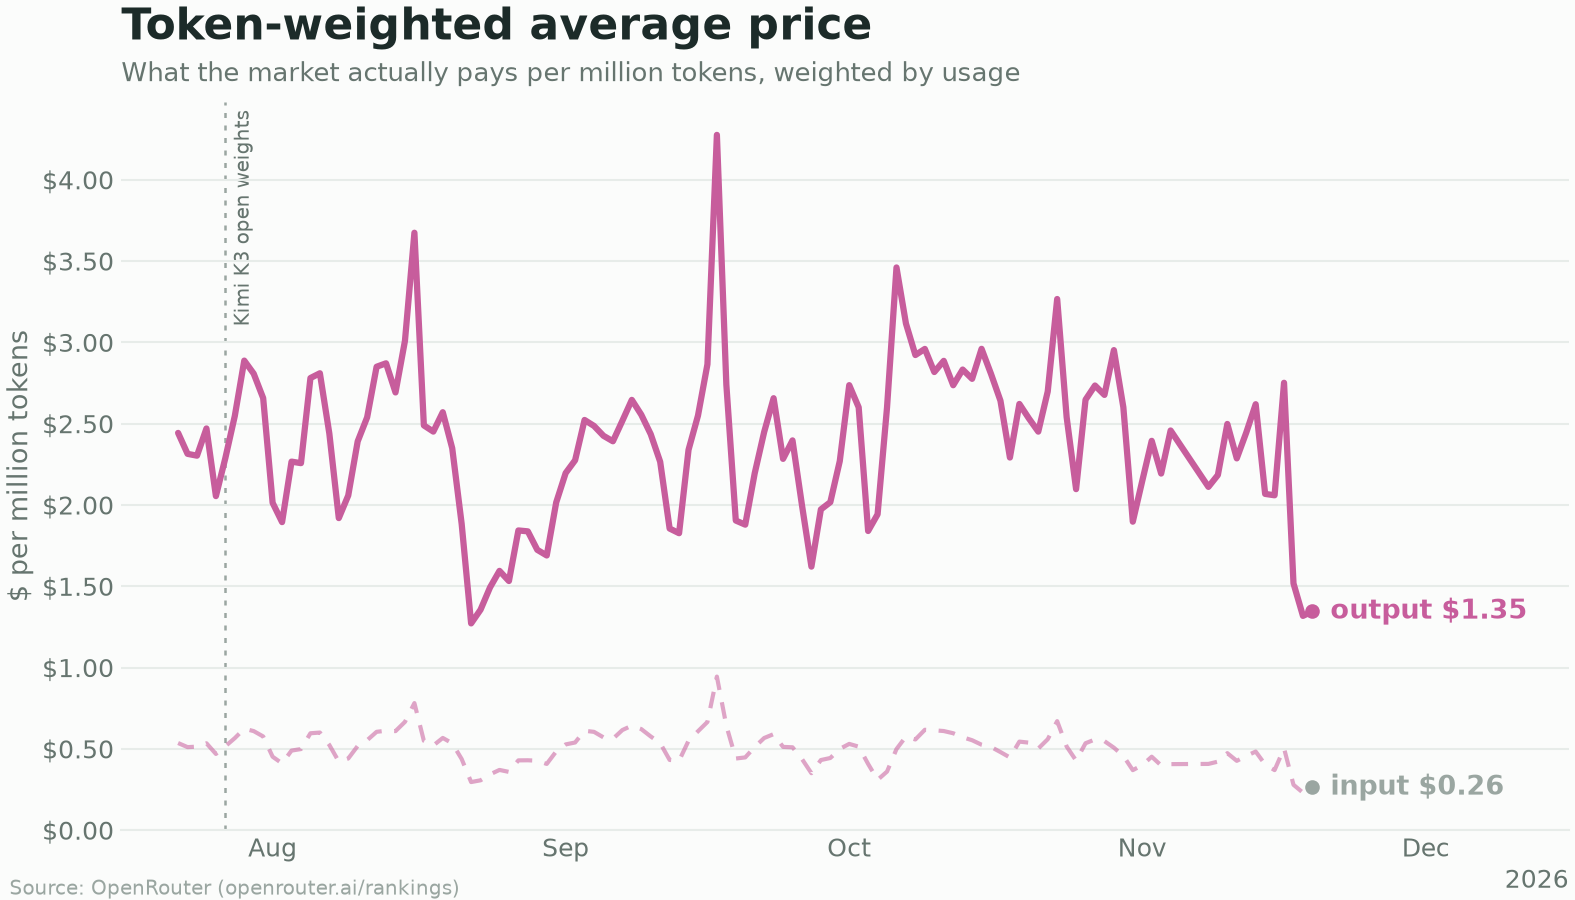 Token-weighted average price
What the market actually pays per million tokens, weighted by usage
Kimi K3 open weights
$ per million tokens
$4.00
$3.50
$3.00
$2.50
$2.00
$1.50
$1.00
$0.50
$0.00
output $1.35
input $0.26
Aug
Sep
Oct
Nov
Dec
2026
Source: OpenRouter (openrouter.ai/rankings)